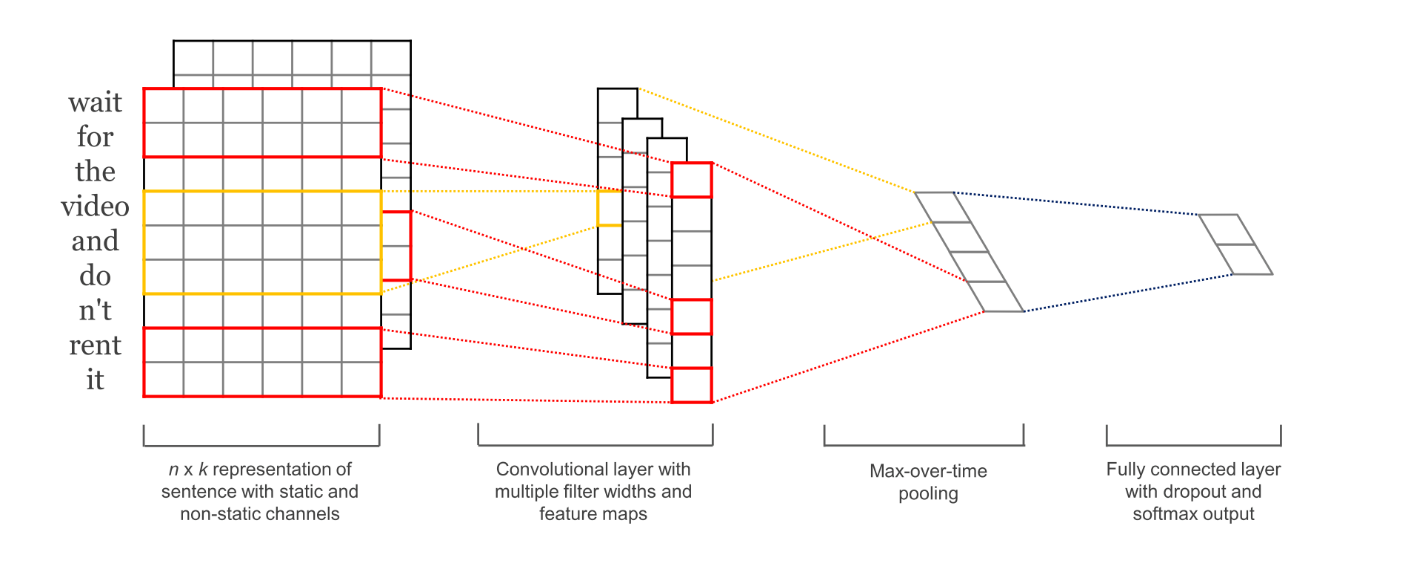 wait
for
the
video
and
do
n't
rent
it
n x k representation of
sentence with static and
non-static channels
Convolutional layer with
multiple filter widths and
feature maps
Max-over-time
pooling
Fully connected layer
with dropout and
softmax output